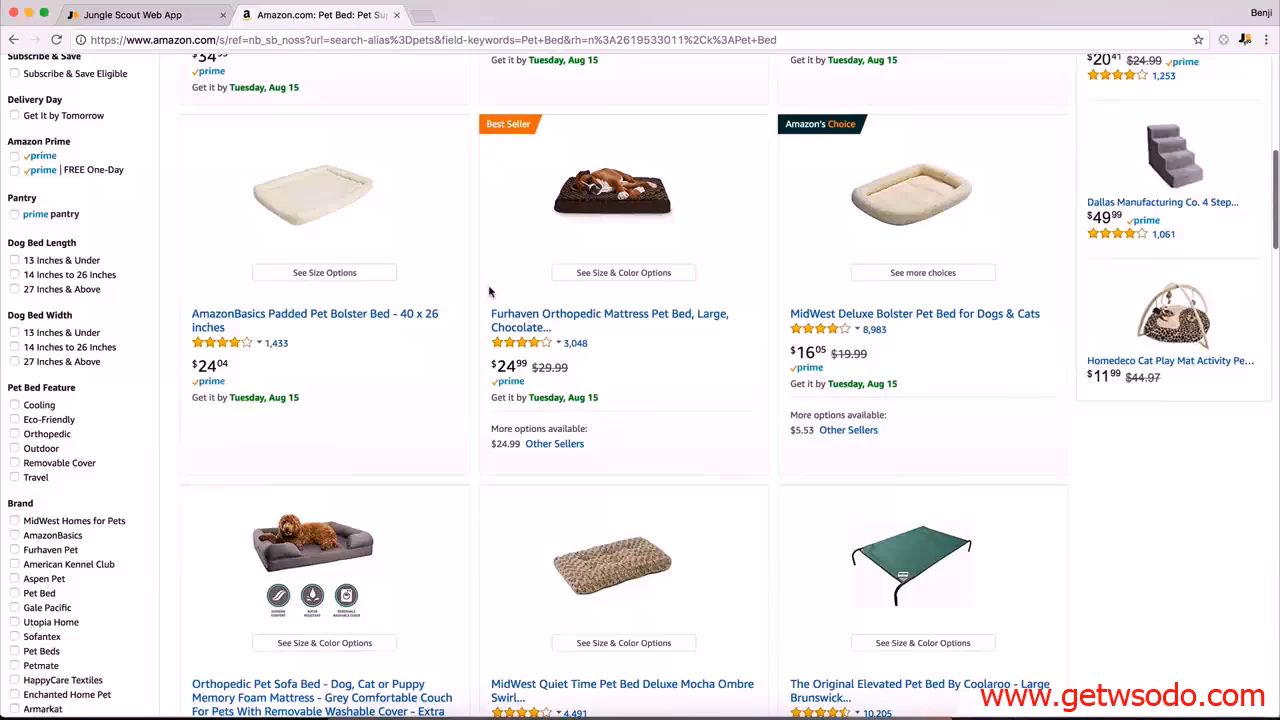 Jungle Scout Web App
Amazon.com: Pet Bed: Pet Su
Benji
https://www.amazon.com/s/ref=nb_sb_noss?url=search-alias%3Dpets&field-keywords=Pet+Bed&rh=n%3A2619533011%2Ck%3APet+Bed
Subscribe & Save
Subscribe & Save Eligible
Delivery Day
Get It by Tomorrow
Amazon Prime
prime
prime | FREE One-Day
Pantry
prime pantry
Dog Bed Length
13 Inches & Under
14 Inches to 26 Inches
27 Inches & Above
Dog Bed Width
13 Inches & Under
14 Inches to 26 Inches
27 Inches & Above
Pet Bed Feature
Cooling
Eco-Friendly
Orthopedic
Outdoor
Removable Cover
Travel
Brand
MidWest Homes for Pets
AmazonBasics
Furhaven Pet
American Kennel Club
Aspen Pet
Pet Bed
Gale Pacific
Utopia Home
Sofantex
Pet Beds
Petmate
HappyCare Textiles
Enchanted Home Pet
Armarkat
$34
prime
Get it by Tuesday, Aug 15
Get it by Tuesday, Aug 15
Get it by Tuesday, Aug 15
See Size Options
AmazonBasics Padded Pet Bolster Bed - 40 x 26
inches
1,433
$24 04
prime
Get it by Tuesday, Aug 15
Best Seller
See Size & Color Options
Furhaven Orthopedic Mattress Pet Bed, Large,
Chocolate...
3,048
$24 99 $29.99
prime
Get it by Tuesday, Aug 15
More options available:
$24.99 Other Sellers
Amazon's Choice
See more choices
MidWest Deluxe Bolster Pet Bed for Dogs & Cats
8,983
$16 05 $19.99
prime
Get it by Tuesday, Aug 15
More options available:
$5.53 Other Sellers
See Size & Color Options
Orthopedic Pet Sofa Bed - Dog, Cat or Puppy
Memory Foam Mattress - Grey Comfortable Couch
For Pets With Removable Washable Cover - Extra
See Size & Color Options
MidWest Quiet Time Pet Bed Deluxe Mocha Ombre
Swirl...
4,491
See Size & Color Options
The Original Elevated Pet Bed By Coolaroo - Large
Brunswick...
10,205
$20 41 $24.99 prime
1,253
Dallas Manufacturing Co. 4 Step...
$49 99 prime
1,061
Homedeco Cat Play Mat Activity Pe...
$11 99 $44.97
www.getwsodo.com